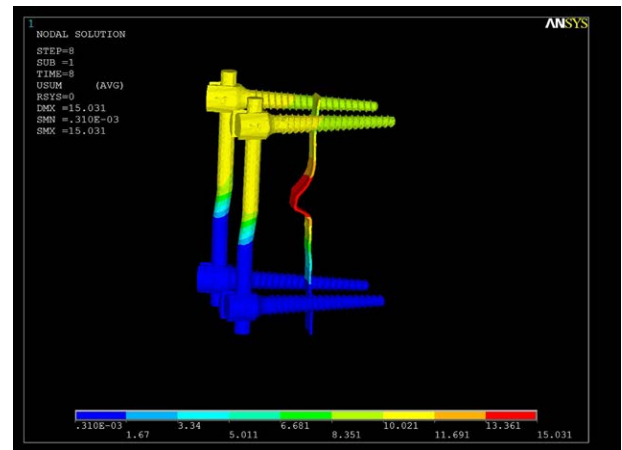 1
ANSYS
NODAL SOLUTION
STEP=8
SUB =1
TIME=8
USUM (AVG)
RSYS=0
DMX =15.031
SMN =.310E-03
SMX =15.031
.310E-03 3.34 6.681 10.021 13.361
1.67 5.011 8.351 11.691 15.031